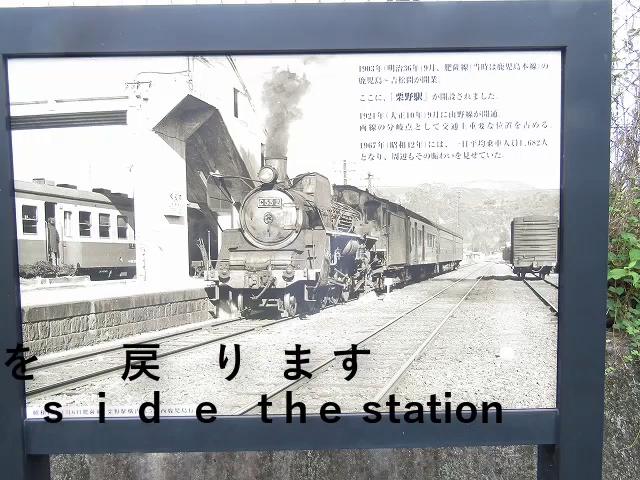 1903年(明治36年)9月、肥薩線(当時は鹿児島本線)の
鹿児島~吉松間が開業。
ここに、「栗野駅」が開設されました。
1921年(大正10年)9月に山野線が開通。
両線の分岐点として交通上重要な位置を占める。
1967年(昭和42年)には、一日平均乗車人員1,682人
となり、周辺もその賑わいを見せていた。
C552
を 戻 り ま す
side the station